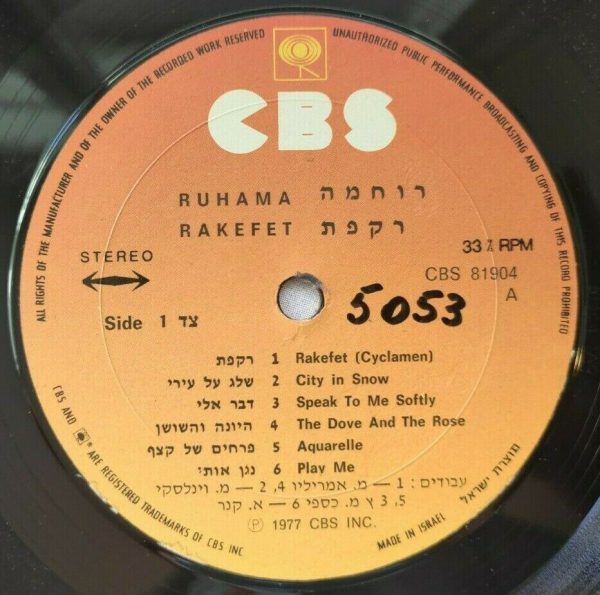 ALL RIGHTS OF THE MANUFACTURER AND OF THE OWNER OF THE RECORDED WORK RESERVED
UNAUTHORIZED PUBLIC PERFORMANCE BROADCASTING AND COPYING OF THIS RECORD PROHIBITED
CBS
RUHAMA רוחמה
RAKEFET רקפת
STEREO
33 RPM
CBS 81904
A
Side 1 צד
5053
רקפת 1 Rakefet (Cyclamen)
שלג על עירי 2 City in Snow
דבר אלי 3 Speak To Me Softly
היונה והשושן 4 The Dove And The Rose
פרחים של קצף 5 Aquarelle
נגן אותי 6 Play Me
עבודים: 1 – מ. אמריליו 2, 4 – מ. וינלסקי
3, 5 ץ מ. כספי 6 – א. קנר
℗ 1977 CBS INC.
CBS AND ® ARE REGISTERED TRADEMARKS OF CBS INC
MADE IN ISRAEL
תוצרת ישראל